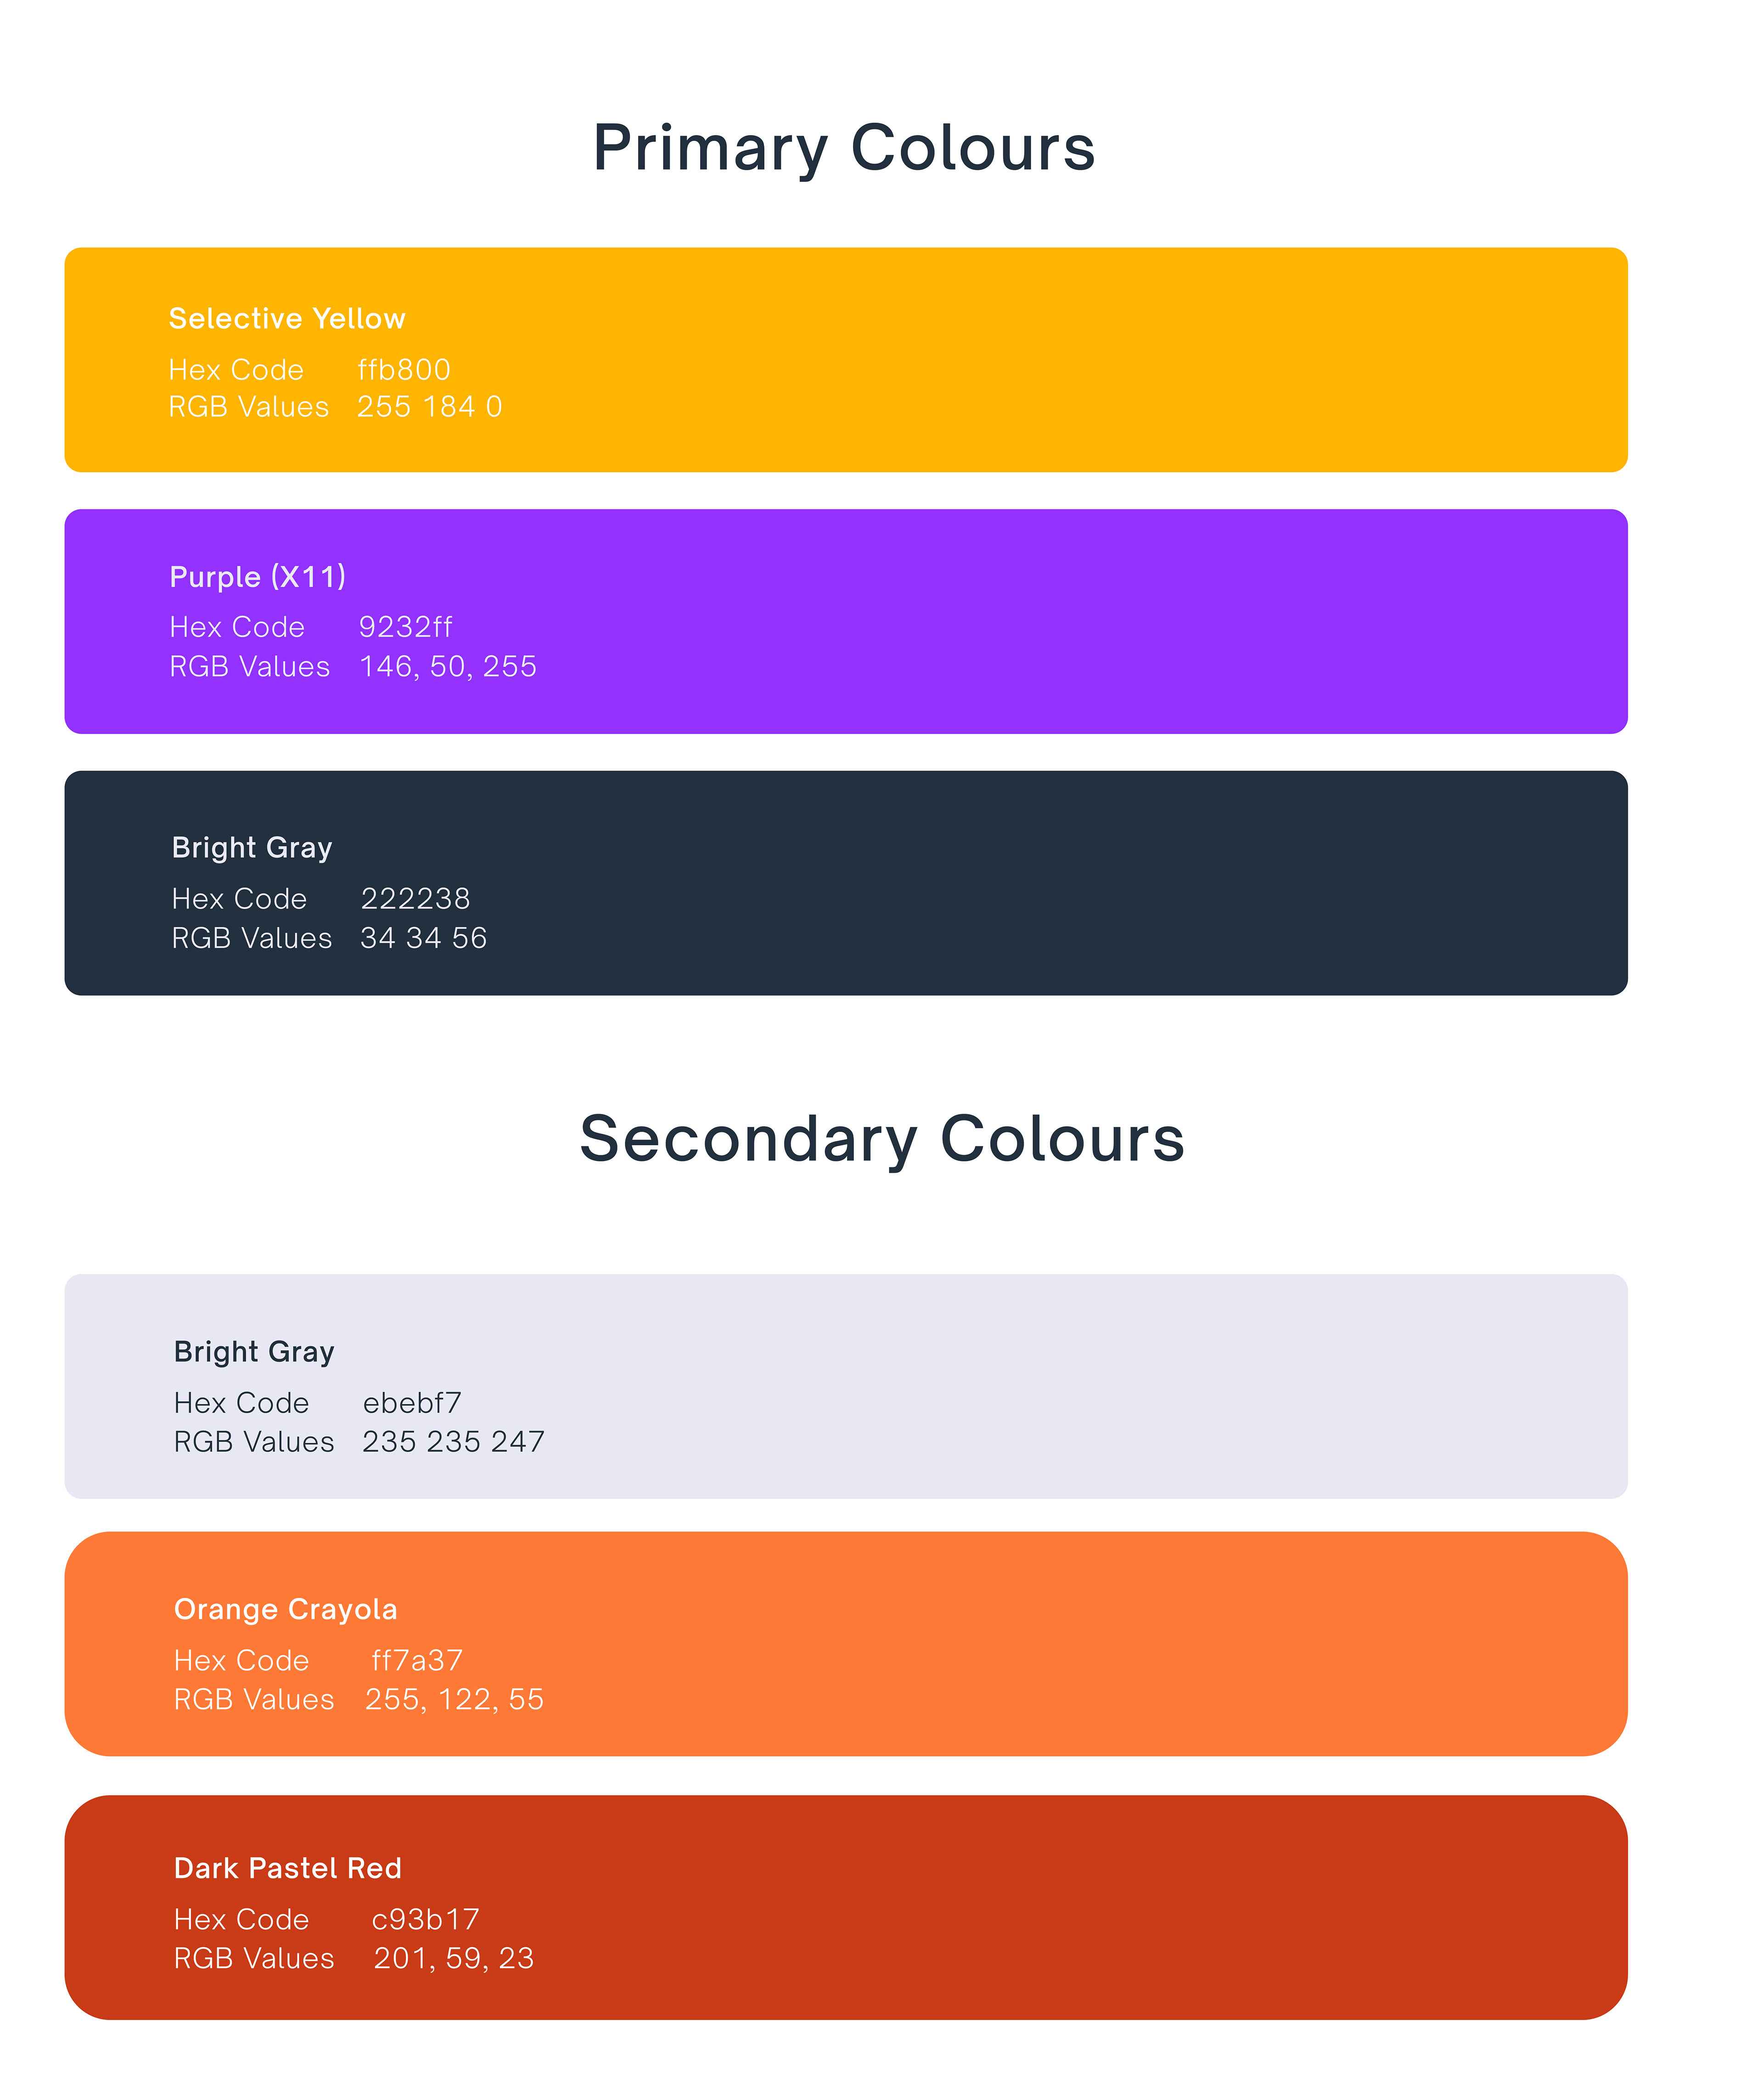 Primary Colours
Selective Yellow
Hex Code ffb800
RGB Values 255 184 0
Purple (X11)
Hex Code 9232ff
RGB Values 146, 50, 255
Bright Gray
Hex Code 222238
RGB Values 34 34 56
Secondary Colours
Bright Gray
Hex Code ebebf7
RGB Values 235 235 247
Orange Crayola
Hex Code ff7a37
RGB Values 255, 122, 55
Dark Pastel Red
Hex Code c93b17
RGB Values 201, 59, 23